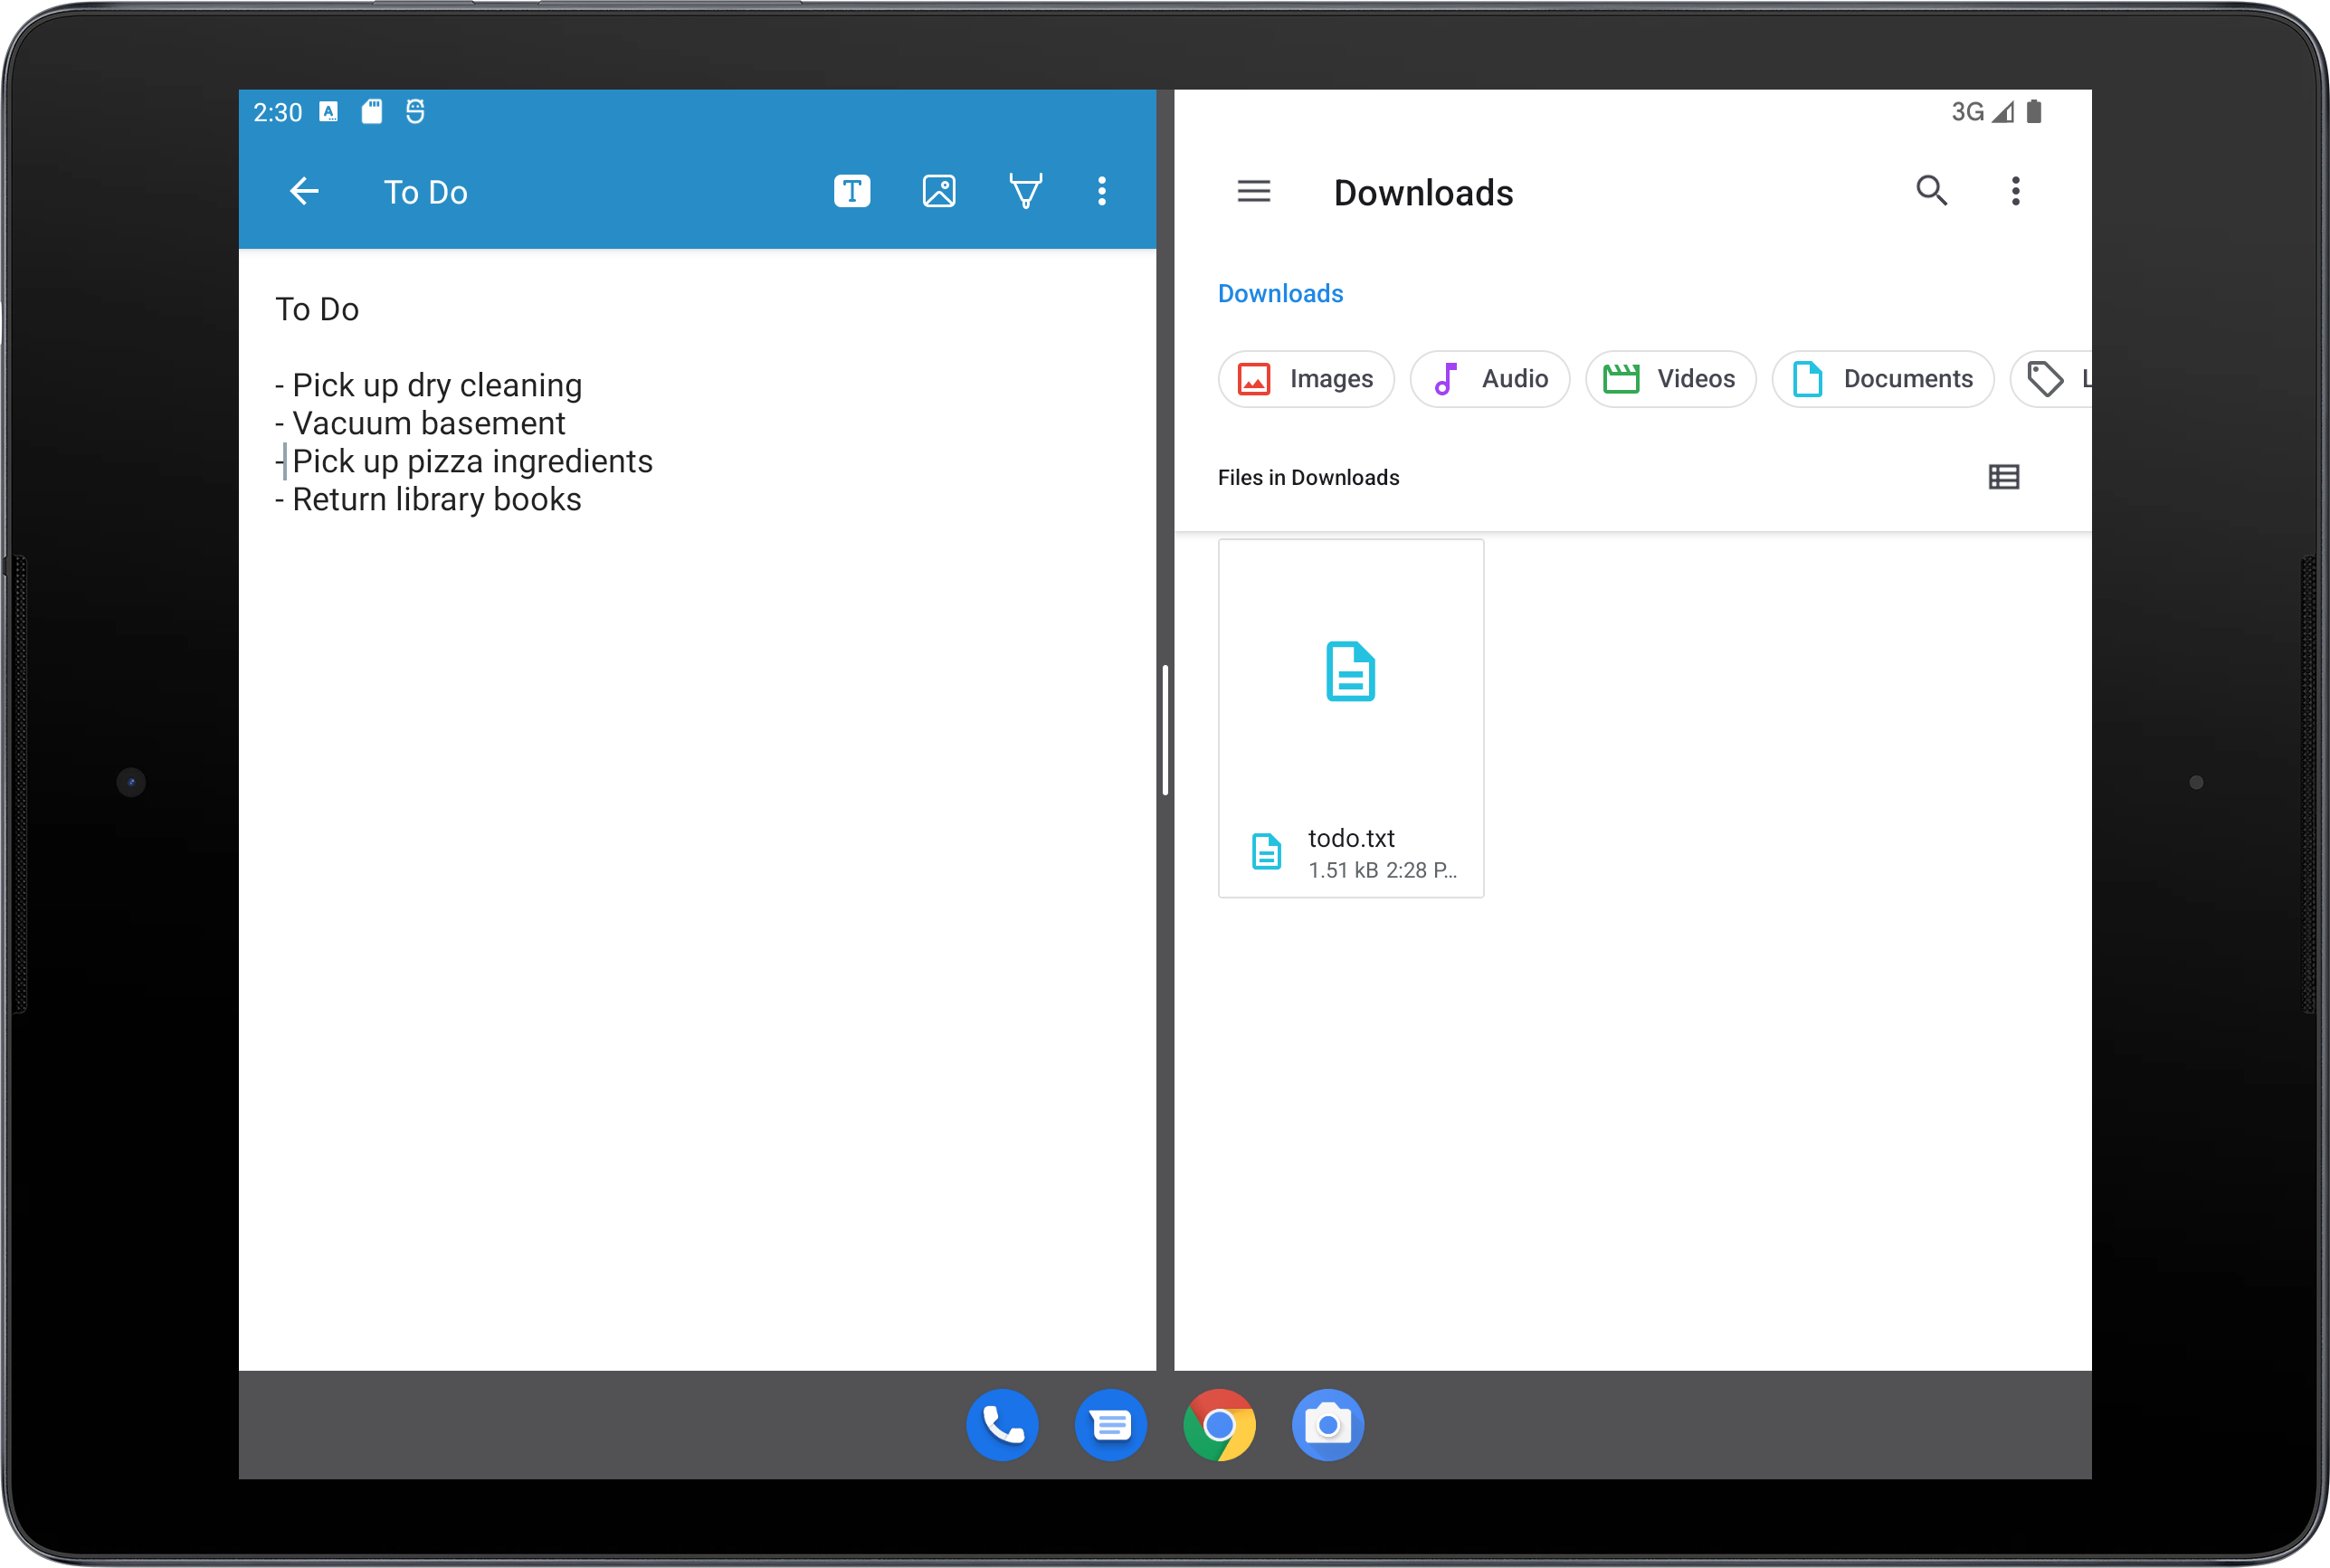 2:30
To Do
To Do
- Pick up dry cleaning
- Vacuum basement
- Pick up pizza ingredients
- Return library books
3G
Downloads
Downloads
Images Audio Videos Documents L
Files in Downloads
todo.txt
1.51 kB 2:28 P...